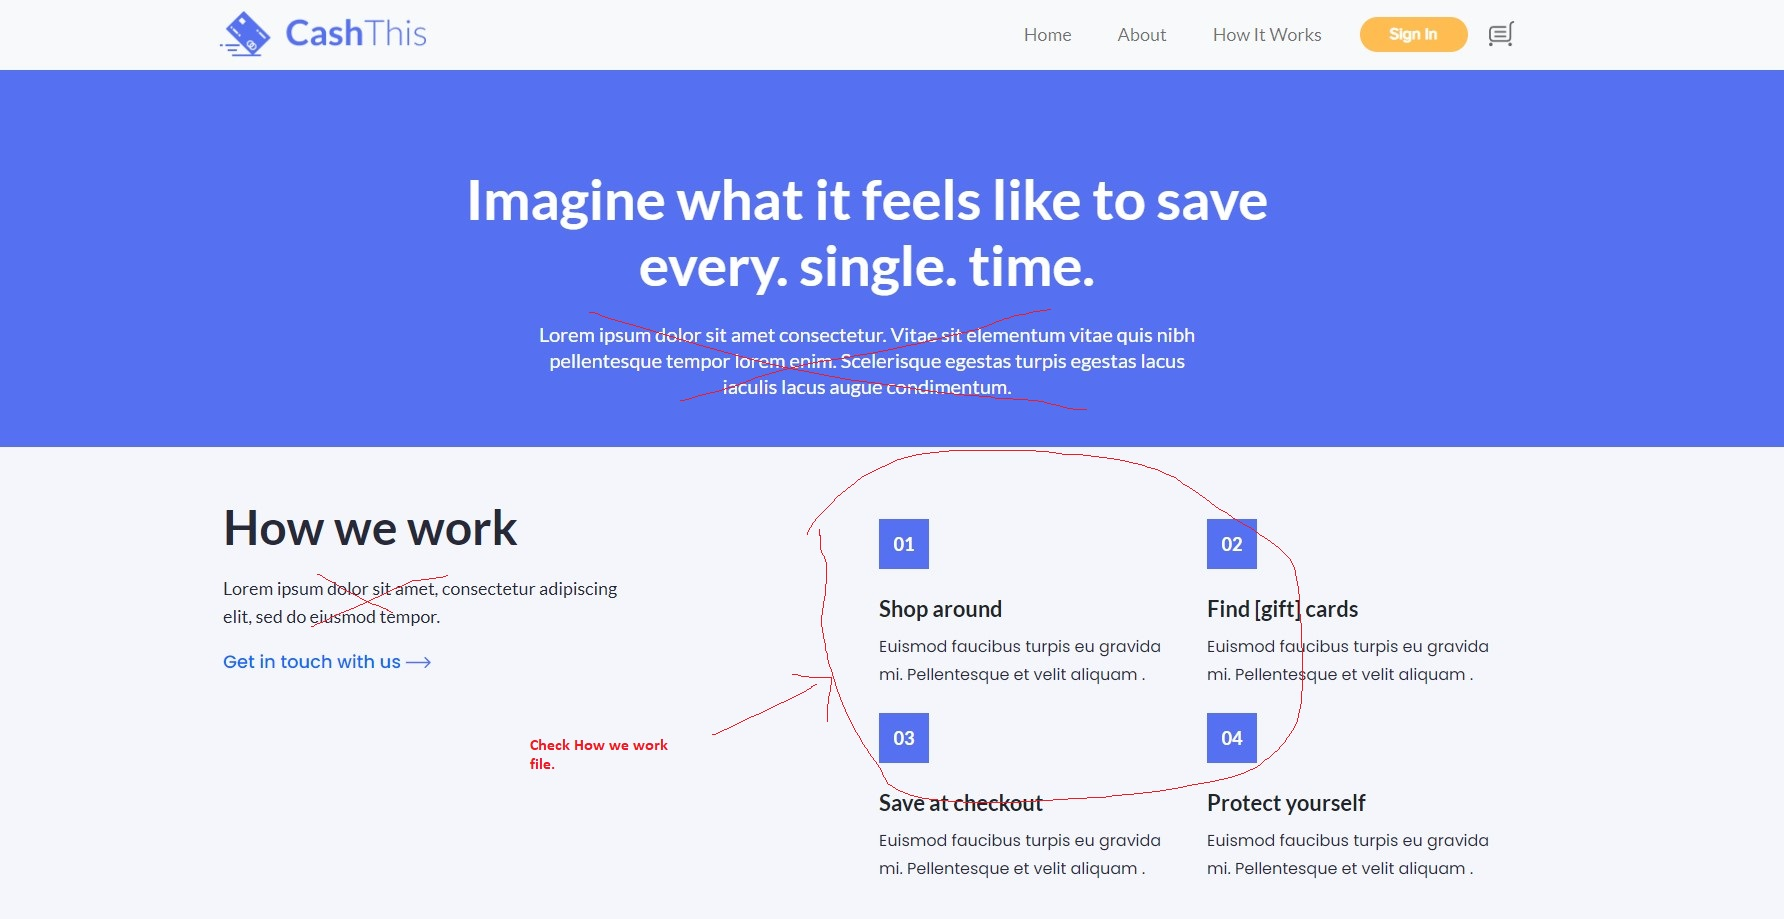 CashThis
Home About How It Works Sign In
Imagine what it feels like to save
every. single. time.
Lorem ipsum dolor sit amet consectetur. Vitae sit elementum vitae quis nibh
pellentesque tempor lorem enim. Scelerisque egestas turpis egestas lacus
iaculis lacus augue condimentum.
How we work
Lorem ipsum dolor sit amet, consectetur adipiscing
elit, sed do eiusmod tempor.
Get in touch with us
Check How we work
file.
01
Shop around
Euismod faucibus turpis eu gravida
mi. Pellentesque et velit aliquam .
02
Find [gift] cards
Euismod faucibus turpis eu gravida
mi. Pellentesque et velit aliquam .
03
Save at checkout
Euismod faucibus turpis eu gravida
mi. Pellentesque et velit aliquam .
04
Protect yourself
Euismod faucibus turpis eu gravida
mi. Pellentesque et velit aliquam .